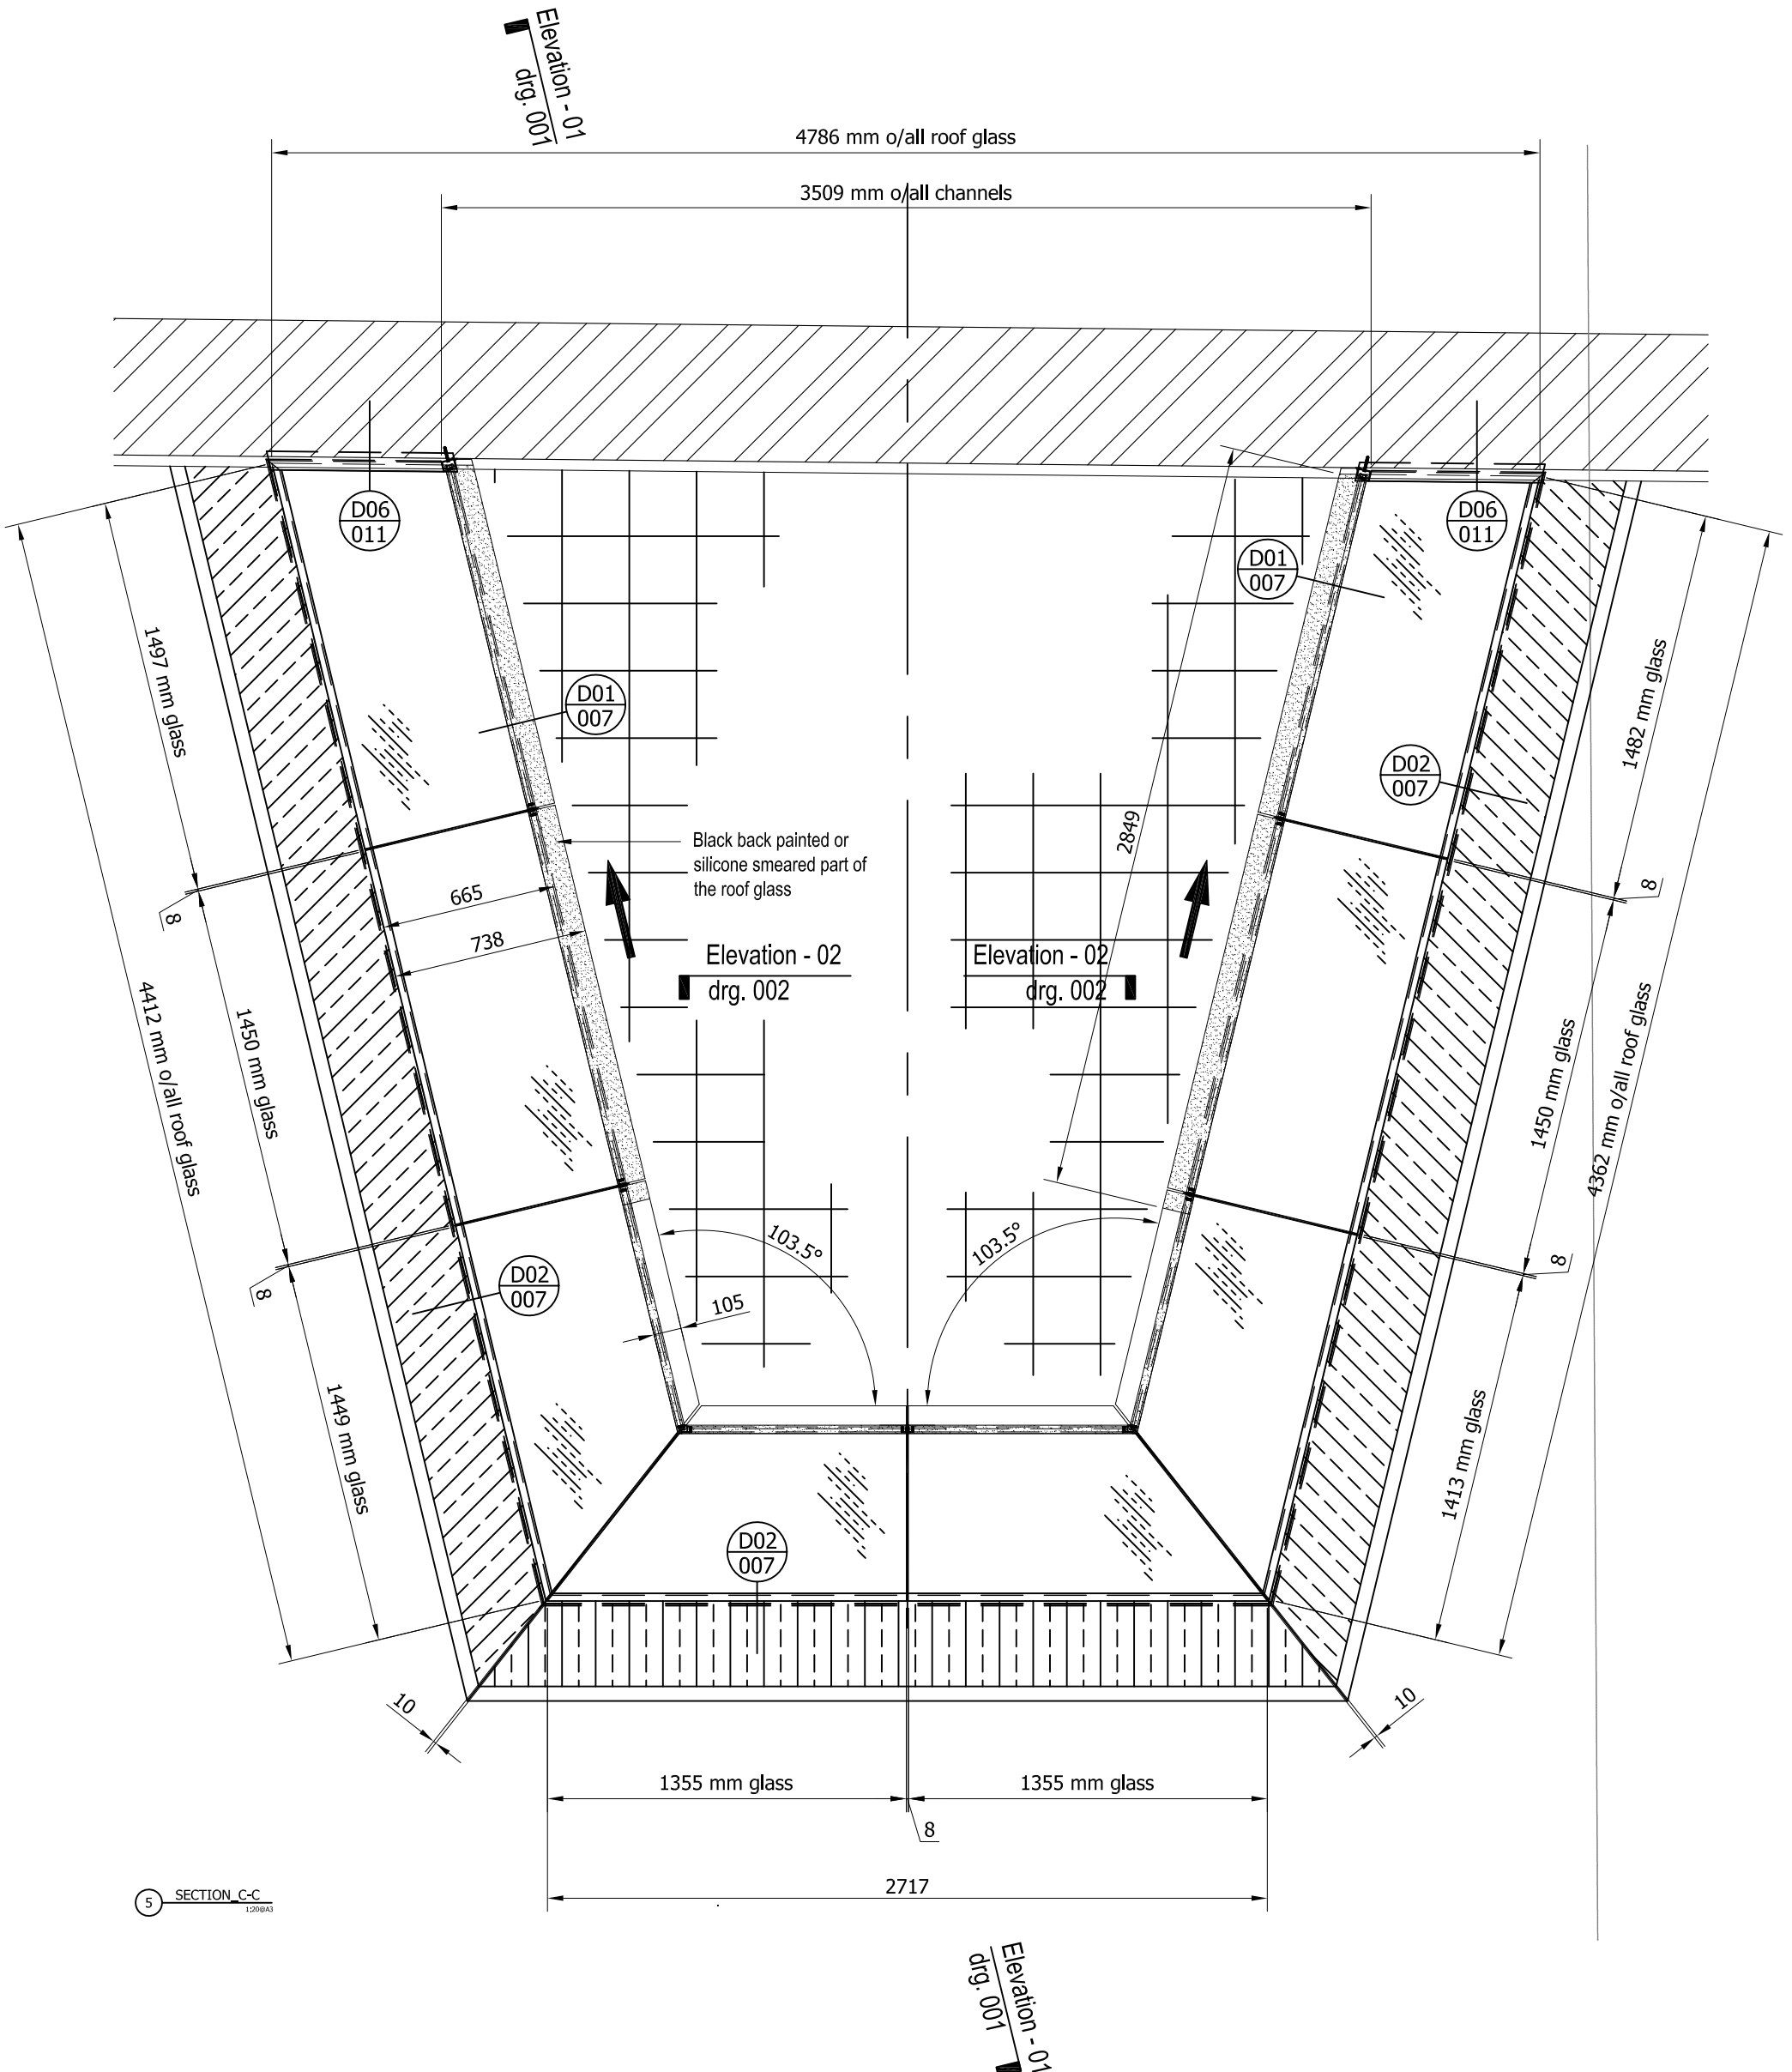 Elevation - 01
drg. 001
4786 mm o/all roof glass
3509 mm o/all channels
D06
011
D06
011
D01
007
D01
007
1497 mm glass
1482 mm glass
D02
007
2849
Black back painted or
silicone smeared part of
the roof glass
665
738
8
8
Elevation - 02
drg. 002
Elevation - 02
drg. 002
4412 mm o/all roof glass
1450 mm glass
1450 mm glass
4362 mm o/all roof glass
103.5°
103.5°
8
8
D02
007
105
1449 mm glass
1413 mm glass
D02
007
10
10
1355 mm glass
1355 mm glass
8
2717
5
SECTION_C-C
1:20@A3
Elevation - 01
drg. 001